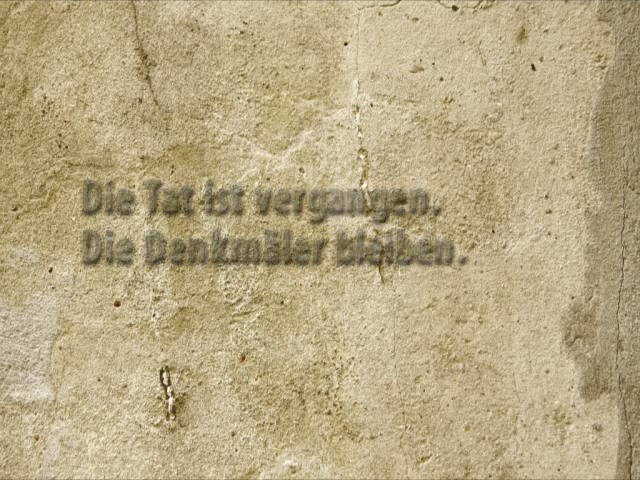 Die Tat ist vergangen.
Die Denkmäler bleiben.